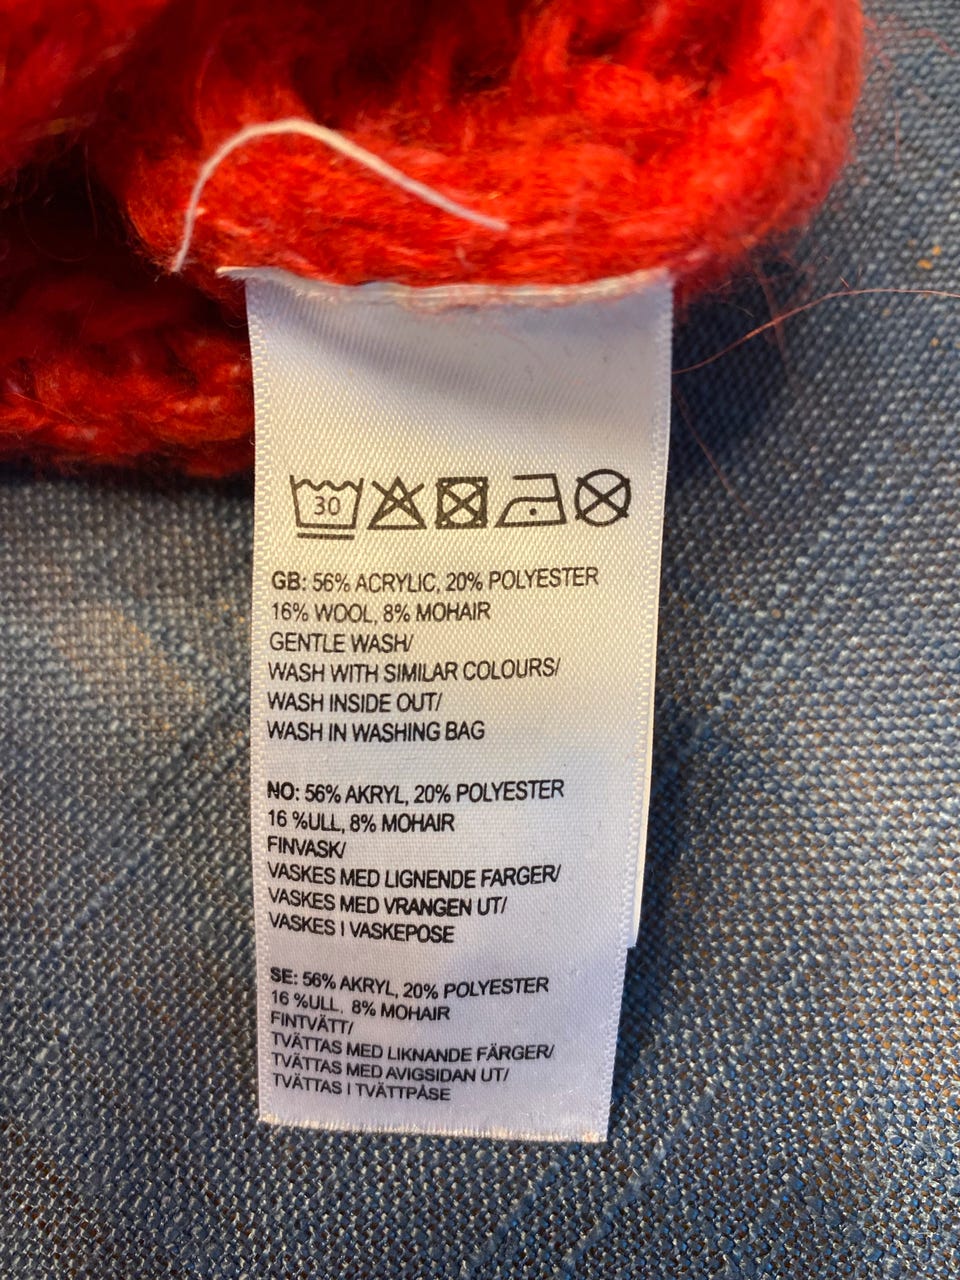 30
GB: 56% ACRYLIC, 20% POLYESTER
16% WOOL, 8% MOHAIR
GENTLE WASH/
WASH WITH SIMILAR COLOURS/
WASH INSIDE OUT/
WASH IN WASHING BAG
NO: 56% AKRYL, 20% POLYESTER
16 %ULL, 8% MOHAIR
FINVASK/
VASKES MED LIGNENDE FARGER/
VASKES MED VRANGEN UT/
VASKES I VASKEPOSE
SE: 56% AKRYL, 20% POLYESTER
16 %ULL, 8% MOHAIR
FINTVÄTT/
TVÄTTAS MED LIKNANDE FÄRGER/
TVÄTTAS MED AVIGSIDAN UT/
TVÄTTAS I TVÄTTPÅSE